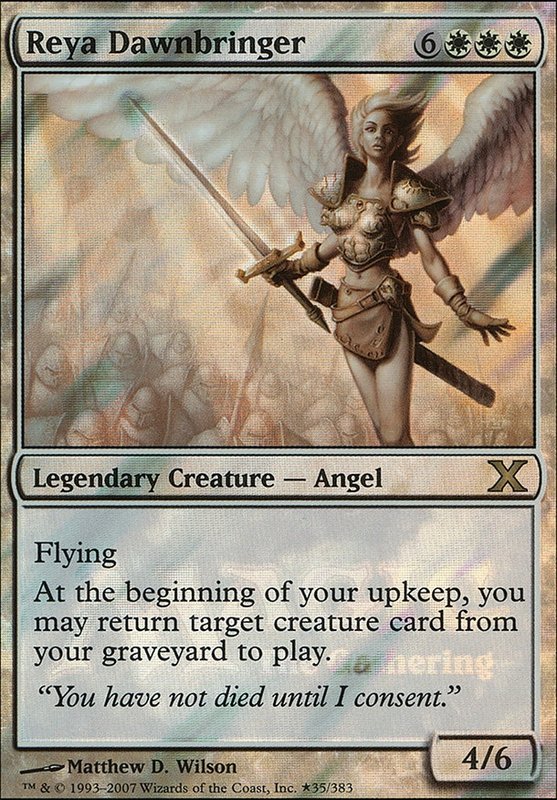 Reya Dawnbringer 6
Legendary Creature — Angel X
Flying
At the beginning of your upkeep, you
may return target creature card from
your graveyard to play.
“You have not died until I consent.”
Gathering
Matthew D. Wilson
4/6
™ & © 1993–2007 Wizards of the Coast, Inc. ★35/383